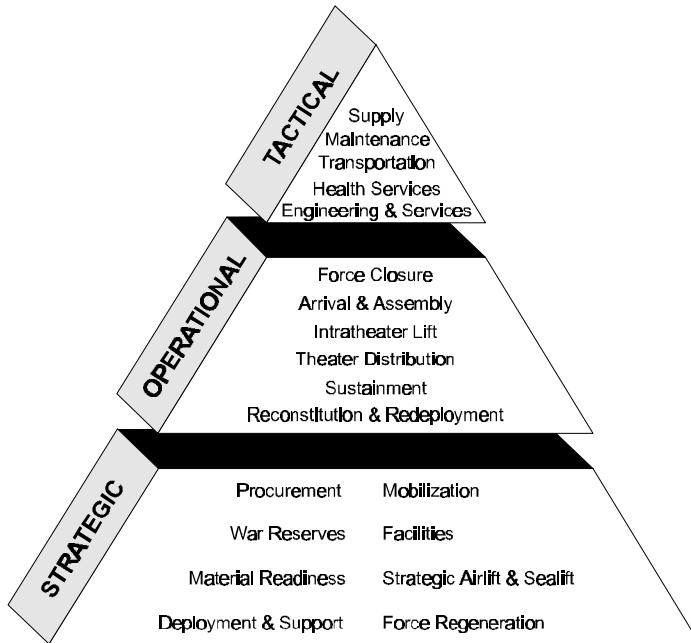 TACTICAL
Supply
Maintenance
Transportation
Health Services
Engineering & Services
OPERATIONAL
Force Closure
Arrival & Assembly
Intratheater Lift
Theater Distribution
Sustainment
Reconstitution & Redeployment
STRATEGIC
Procurement Mobilization
War Reserves Facilities
Material Readiness Strategic Airlift & Sealift
Deployment & Support Force Regeneration